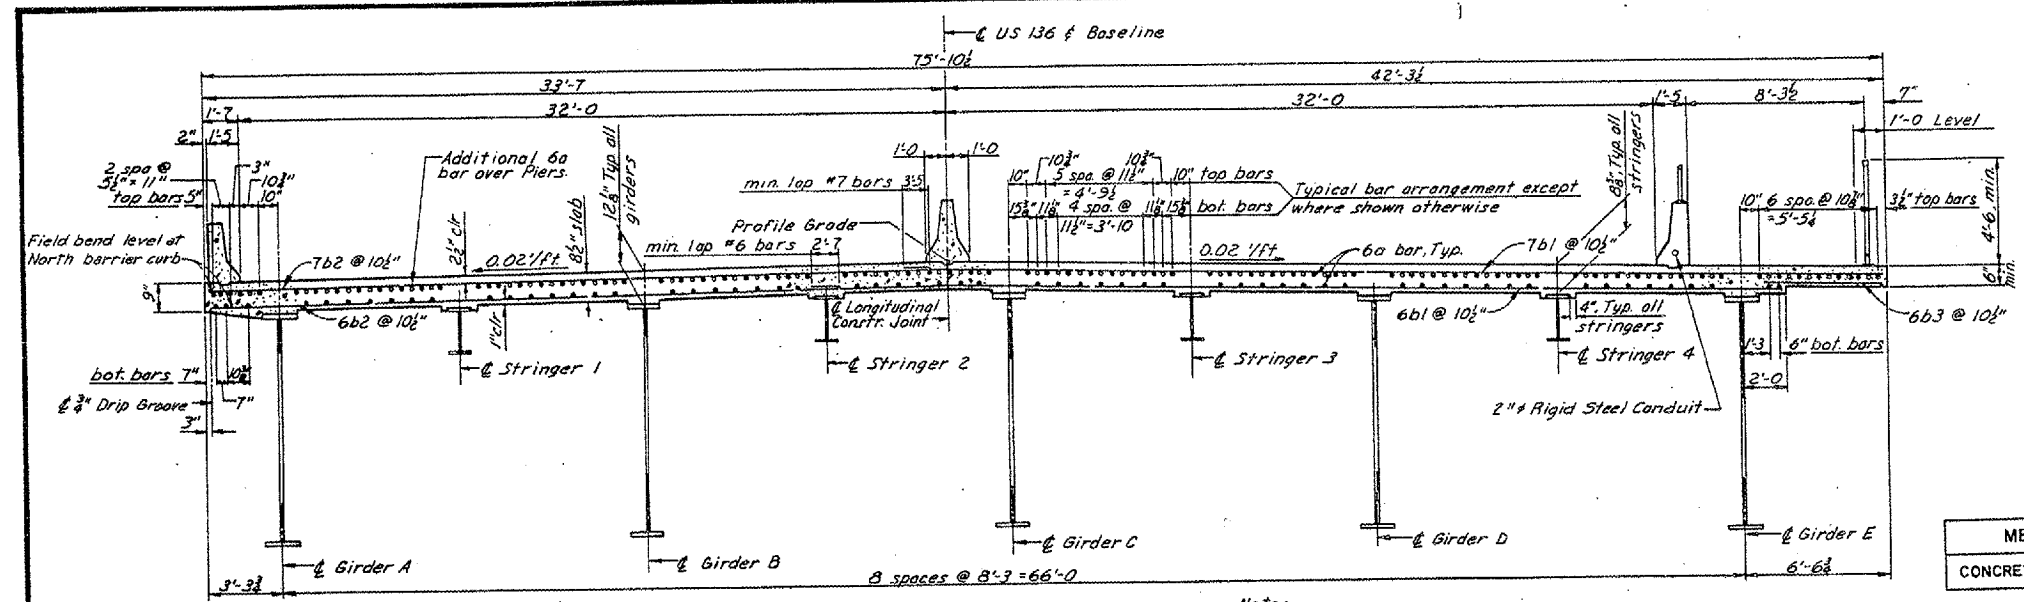 ℄ US 136 ¢ Baseline
75'-10½
33'-7
42'-3½
32'-0
32'-0
1'-7
1'-5
8'-3½
7"
2"
1'-5
1'-0 Level
2 spa @
5½"= 11"
3"
10¾"
10"
top bars 5"
Additional 6a
bar over Piers
12⅛" Typ. all
girders
1'-0
1'-0
min. lap #7 bars
3'-5
10"
10¾"
5 spa. @ 11½"
= 4'-9½
10¾"
10" top bars
15⅜"
11⅛"
4 spa. @
11½"=3'-10
11⅛"
15⅜"
bot. bars
Typical bar arrangement except
where shown otherwise
8⅜", Typ. all
stringers
10"
6 spa. @ 10⅞"
= 5'-5¼
3½" top bars
4'-6 min.
6"
min.
Field bend level at
North barrier curb
7b2 @ 10½"
2½" clr
0.02'/ft
8½" slab
Profile Grade
min. lap #6 bars
2'-7
0.02'/ft
6a bar, Typ.
7b1 @ 10½"
9"
6b2 @ 10½"
1" clr
℄ Longitudinal
Constr. Joint
6b1 @ 10½"
4", Typ. all
stringers
6b3 @ 10½"
℄ Stringer 1
℄ Stringer 2
℄ Stringer 3
℄ Stringer 4
1'-3
6" bot. bars
2'-0
bot. bars 7"
7"
℄ ¾" Drip Groove
3"
2"¢ Rigid Steel Conduit
℄ Girder A
℄ Girder B
℄ Girder C
℄ Girder D
℄ Girder E
3'-3¾
8 spaces @ 8'-3 =66'-0
6'-6¾
ME
CONCRE